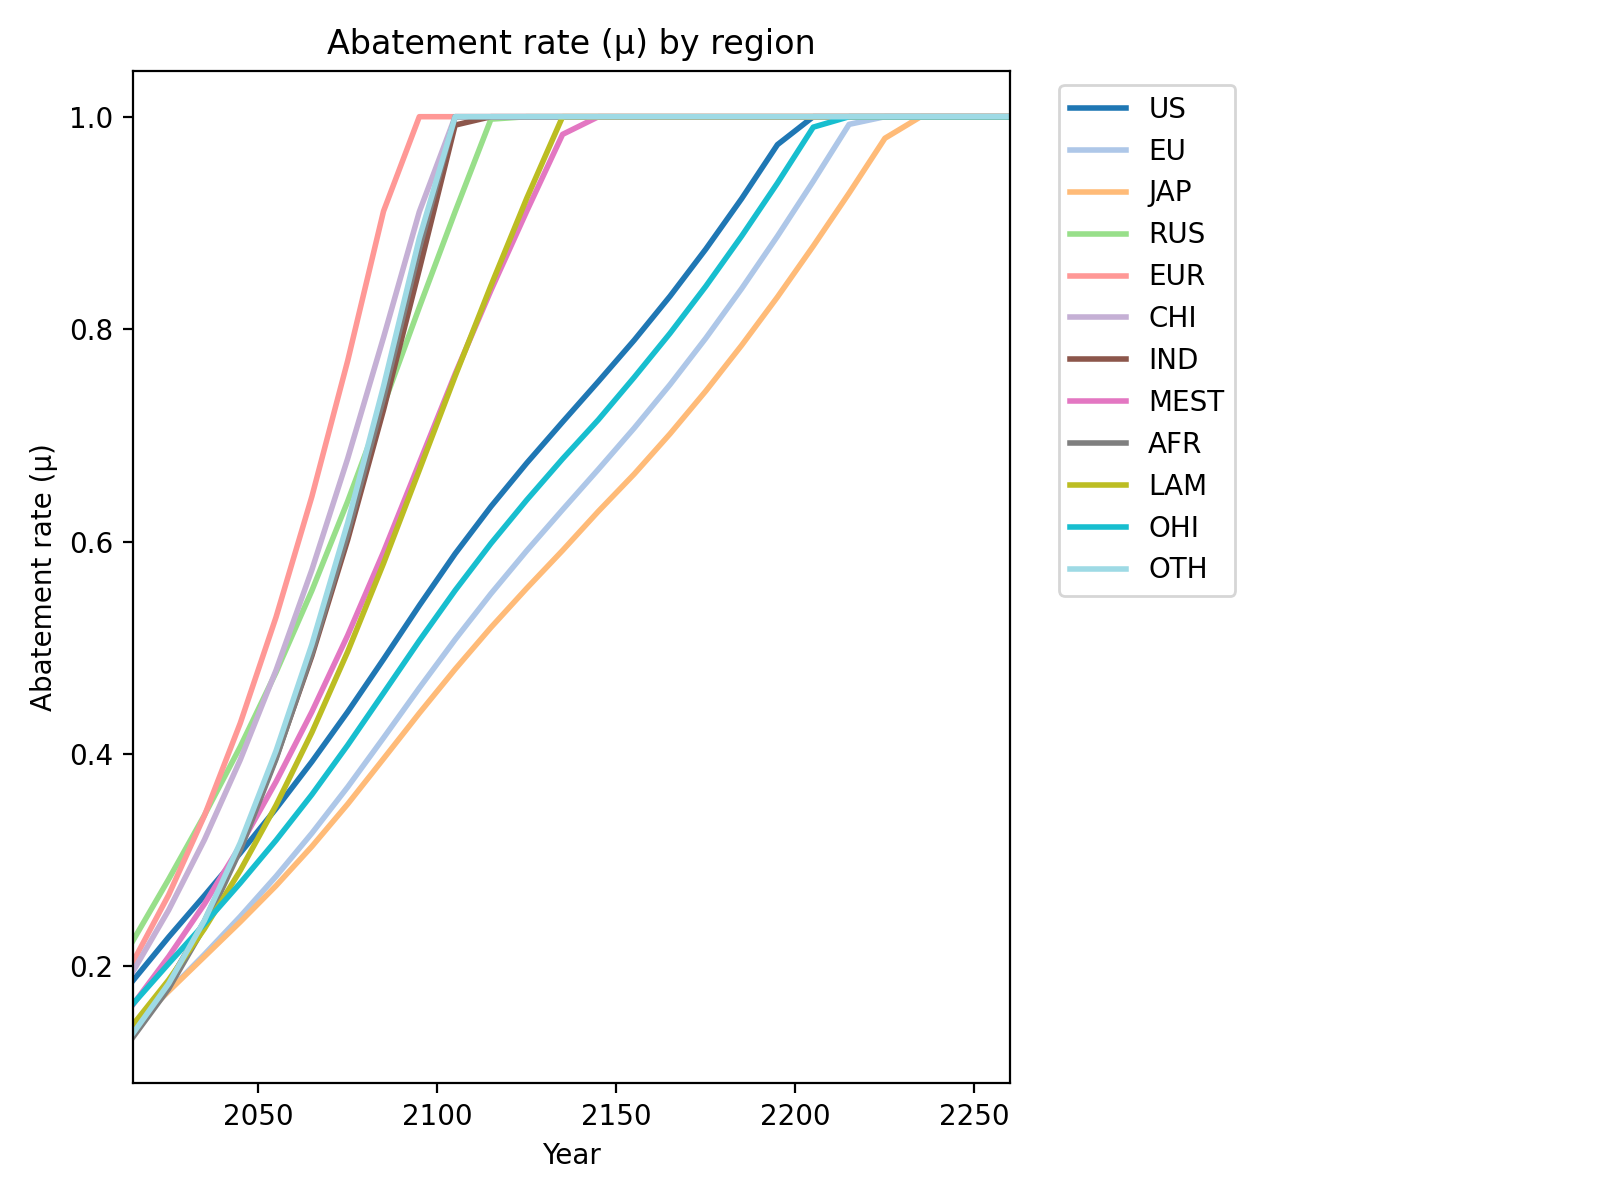 Abatement rate (μ) by region
Abatement rate (μ)
1.0
0.8
0.6
0.4
0.2
2050 2100 2150 2200 2250
Year
US
EU
JAP
RUS
EUR
CHI
IND
MEST
AFR
LAM
OHI
OTH